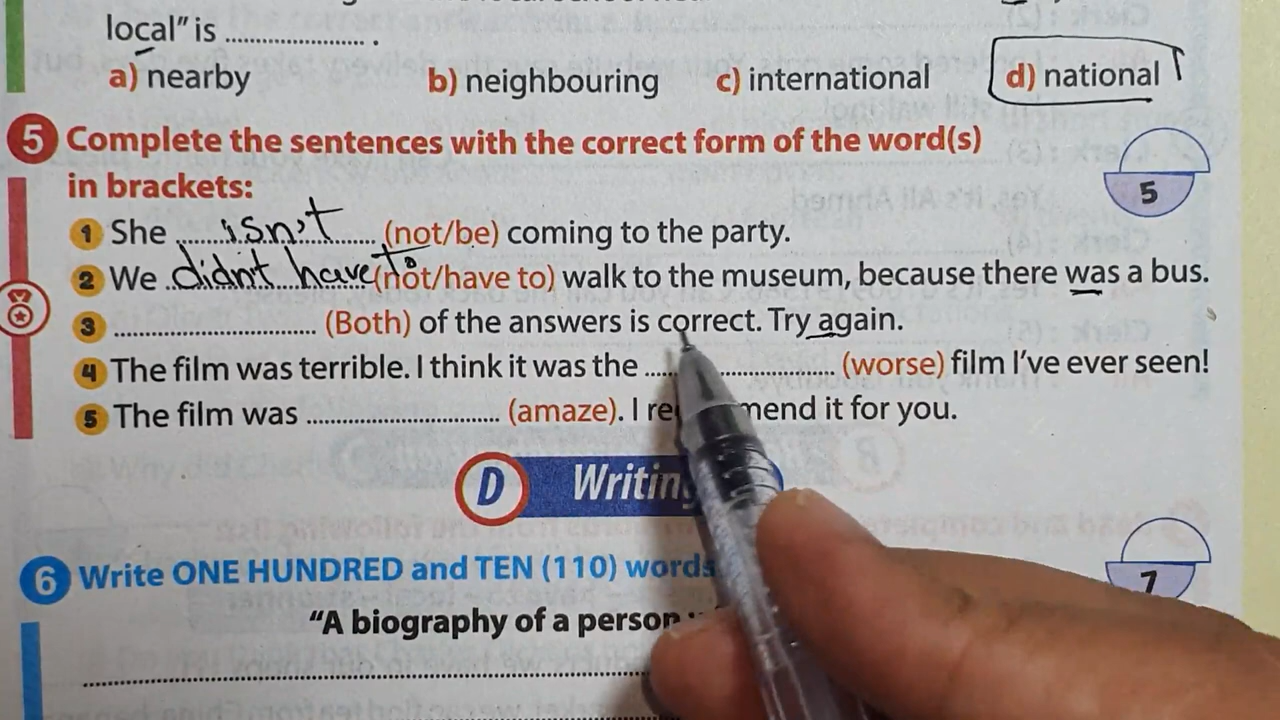 local" is .................... .
a) nearby b) neighbouring c) international d) national
5 Complete the sentences with the correct form of the word(s)
in brackets:
5
1 She isn't (not/be) coming to the party.
2 We didn't have to (not/have to) walk to the museum, because there was a bus.
3 .................... (Both) of the answers is correct. Try again.
4 The film was terrible. I think it was the .................... (worse) film I've ever seen!
5 The film was .................... (amaze). I recommend it for you.
D Writing
6 Write ONE HUNDRED and TEN (110) words
7
"A biography of a person